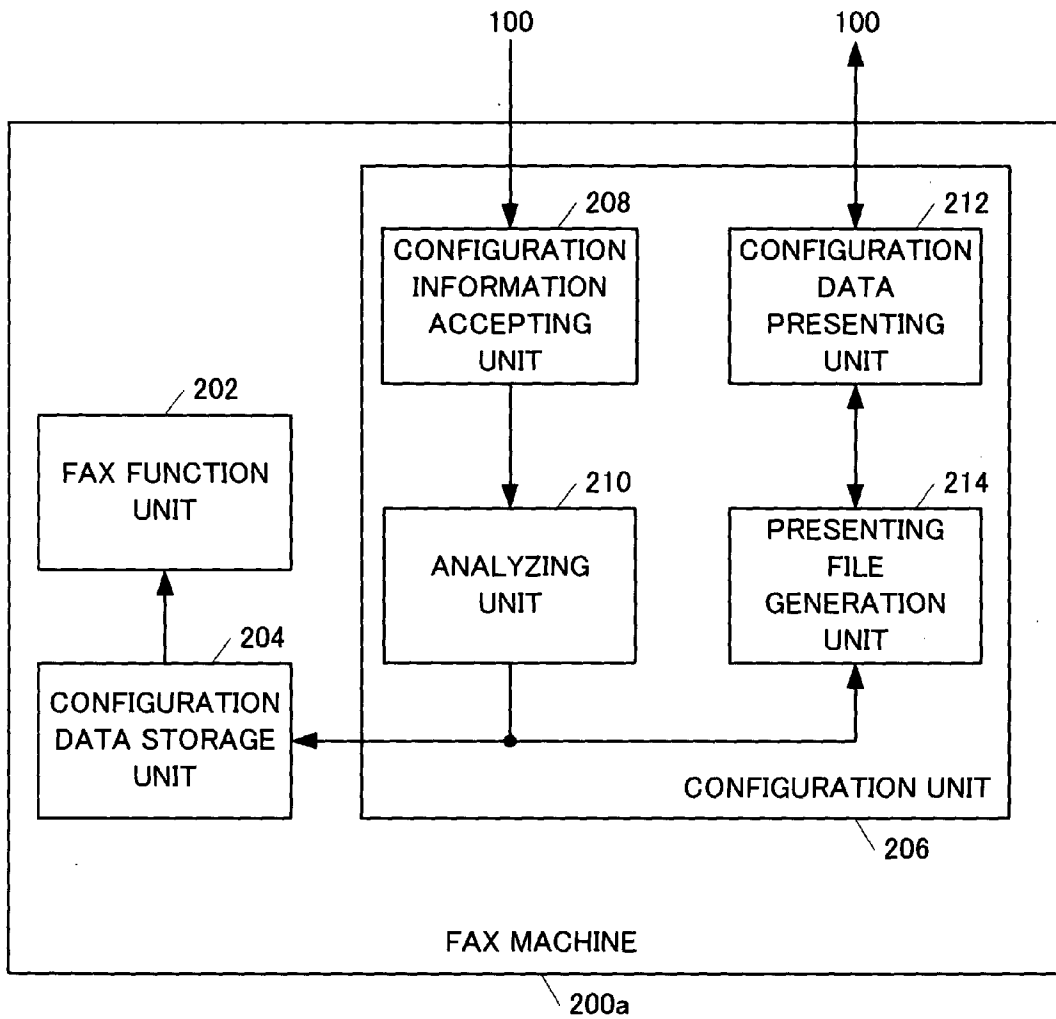 100
100
208
CONFIGURATION
INFORMATION
ACCEPTING
UNIT
212
CONFIGURATION
DATA
PRESENTING
UNIT
202
FAX FUNCTION
UNIT
210
ANALYZING
UNIT
214
PRESENTING
FILE
GENERATION
UNIT
204
CONFIGURATION
DATA STORAGE
UNIT
CONFIGURATION UNIT
206
FAX MACHINE
200a